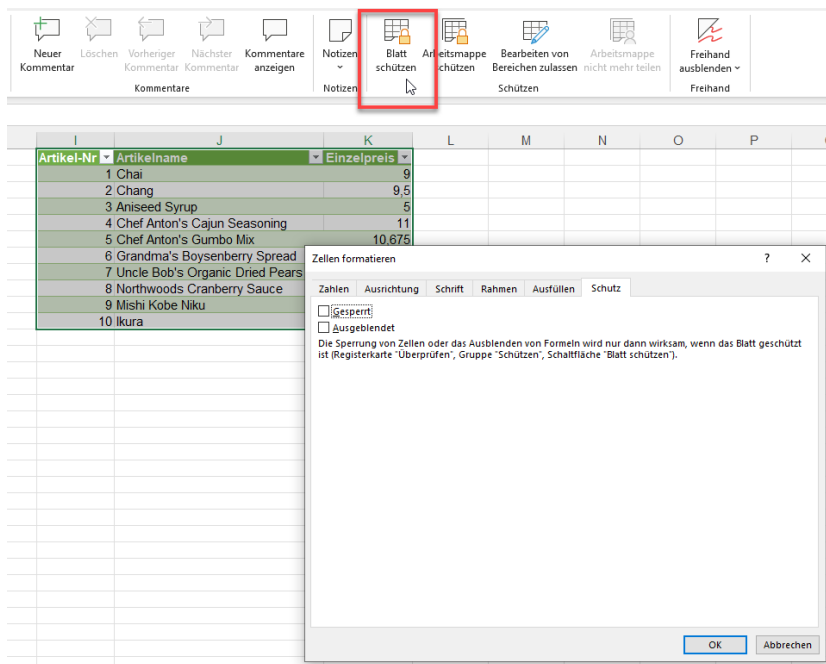 Neuer Kommentar
Löschen
Vorheriger Kommentar
Nächster Kommentar
Kommentare anzeigen
Notizen
Blatt schützen
Arbeitsmappe schützen
Bearbeiten von Bereichen zulassen
Arbeitsmappe nicht mehr teilen
Freihand ausblenden
Kommentare
Notizen
Schützen
Freihand
I J K L M N O P
Artikel-Nr Artikelname Einzelpreis
1 Chai 9
2 Chang 9,5
3 Aniseed Syrup 5
4 Chef Anton's Cajun Seasoning 11
5 Chef Anton's Gumbo Mix 10,675
6 Grandma's Boysenberry Spread
7 Uncle Bob's Organic Dried Pears
8 Northwoods Cranberry Sauce
9 Mishi Kobe Niku
10 Ikura
Zellen formatieren ?
Zahlen Ausrichtung Schrift Rahmen Ausfüllen Schutz
Gesperrt
Ausgeblendet
Die Sperrung von Zellen oder das Ausblenden von Formeln wird nur dann wirksam, wenn das Blatt geschützt
ist (Registerkarte "Überprüfen", Gruppe "Schützen", Schaltfläche "Blatt schützen").
OK Abbrechen